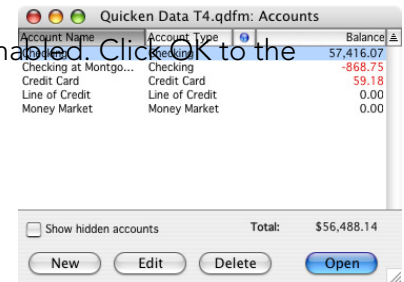 Quicken Data T4.qdfm: Accounts
Account Name Account Type Balance
nabled. Click OK to the
Checking Checking 57,416.07
Checking at Montgo... Checking -868.75
Credit Card Credit Card 59.18
Line of Credit Line of Credit 0.00
Money Market Money Market 0.00
Show hidden accounts Total: $56,488.14
New Edit Delete Open